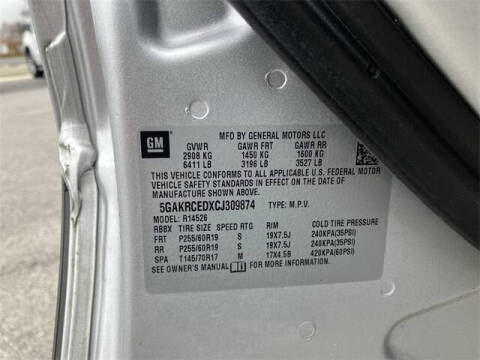 MFD BY GENERAL MOTORS LLC
GM
GVWR GAWR FRT GAWR RR
2908 KG 1450 KG 1600 KG
6411 LB 3196 LB 3527 LB
THIS VEHICLE CONFORMS TO ALL APPLICABLE U.S. FEDERAL MOTOR
VEHICLE SAFETY STANDARDS IN EFFECT ON THE DATE OF
MANUFACTURE SHOWN ABOVE.
5GAKRCEDXCJ309874 TYPE: M.P.V.
MODEL: R14526
RBBX TIRE SIZE SPEED RTG RIM COLD TIRE PRESSURE
FRT P255/60R19 S 19X7.5J 240KPA(35PSI)
RR P255/60R19 S 19X7.5J 240KPA(35PSI)
SPA T145/70R17 M 17X4.5B 420KPA(60PSI)
SEE OWNER'S MANUAL FOR MORE INFORMATION.